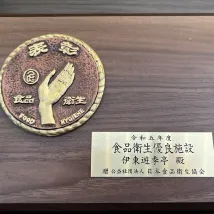 表彰
食品 衛生
FOOD HYGIENE
令和五年度
食品衛生優良施設
伊東遊季亭 殿
公益社団法人 日本食品衛生協会